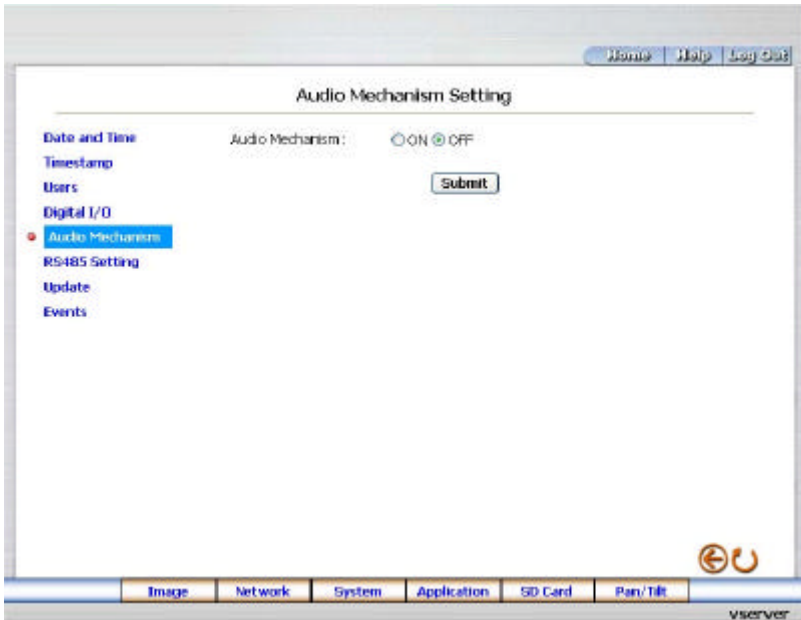 Home Help Log Out
Audio Mechanism Setting
Date and Time
Audio Mechanism: ON OFF
Timestamp
Submit
Users
Digital I/O
Audio Mechanism
RS485 Setting
Update
Events
Image Network System Application SD Card Pan/Tilt
vserver